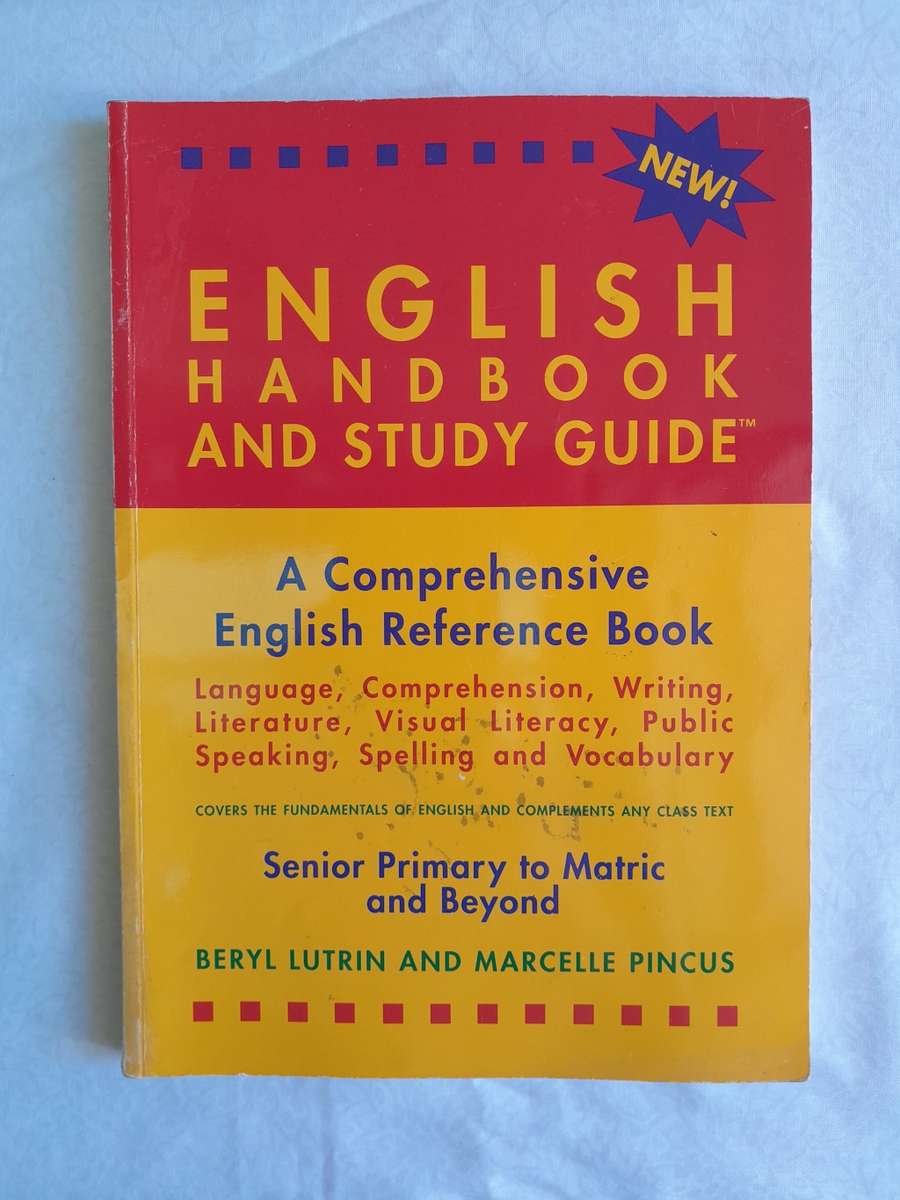 NEW!
ENGLISH
HANDBOOK
AND STUDY GUIDE™
A Comprehensive
English Reference Book
Language, Comprehension, Writing,
Literature, Visual Literacy, Public
Speaking, Spelling and Vocabulary
COVERS THE FUNDAMENTALS OF ENGLISH AND COMPLEMENTS ANY CLASS TEXT
Senior Primary to Matric
and Beyond
BERYL LUTRIN AND MARCELLE PINCUS